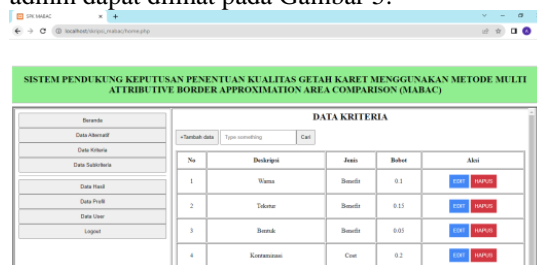 admin dapat dilihat pada Gambar 5.
SPK MABAC
localhost/skripsi_mabac/home.php
SISTEM PENDUKUNG KEPUTUSAN PENENTUAN KUALITAS GETAH KARET MENGGUNAKAN METODE MULTI
ATTRIBUTIVE BORDER APPROXIMATION AREA COMPARISON (MABAC)
Beranda
Data Alternatif
Data Kriteria
Data Subkriteria
Data Hasil
Data Profil
Data User
Logout
DATA KRITERIA
+Tambah data Type something Cari
No Deskripsi Jenis Bobot Aksi
1 Warna Benefit 0.1 EDIT HAPUS
2 Tekstur Benefit 0.15 EDIT HAPUS
3 Bentuk Benefit 0.05 EDIT HAPUS
4 Kontaminasi Cost 0.2 EDIT HAPUS